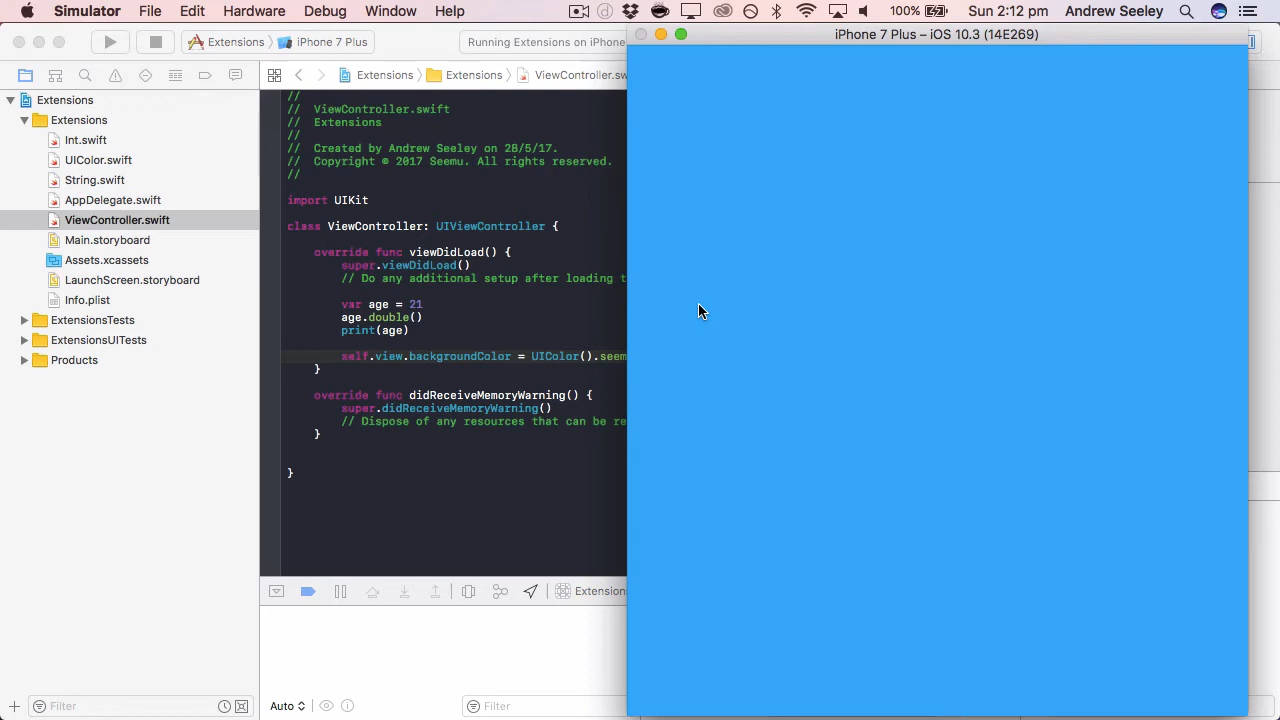 Simulator File Edit Hardware Debug Window Help 100% Sun 2:12 pm Andrew Seeley
Extensions iPhone 7 Plus Running Extensions on iPhone
iPhone 7 Plus – iOS 10.3 (14E269)
Extensions Extensions ViewController.sw
Extensions
Extensions
Int.swift
UIColor.swift
String.swift
AppDelegate.swift
ViewController.swift
Main.storyboard
Assets.xcassets
LaunchScreen.storyboard
Info.plist
ExtensionsTests
ExtensionsUITests
Products
//
// ViewController.swift
// Extensions
//
// Created by Andrew Seeley on 28/5/17.
// Copyright © 2017 Seemu. All rights reserved.
//
import UIKit
class ViewController: UIViewController {
override func viewDidLoad() {
super.viewDidLoad()
// Do any additional setup after loading t
var age = 21
age.double()
print(age)
self.view.backgroundColor = UIColor().seem
}
override func didReceiveMemoryWarning() {
super.didReceiveMemoryWarning()
// Dispose of any resources that can be re
}
}
Extensions
Filter
Auto
Filter